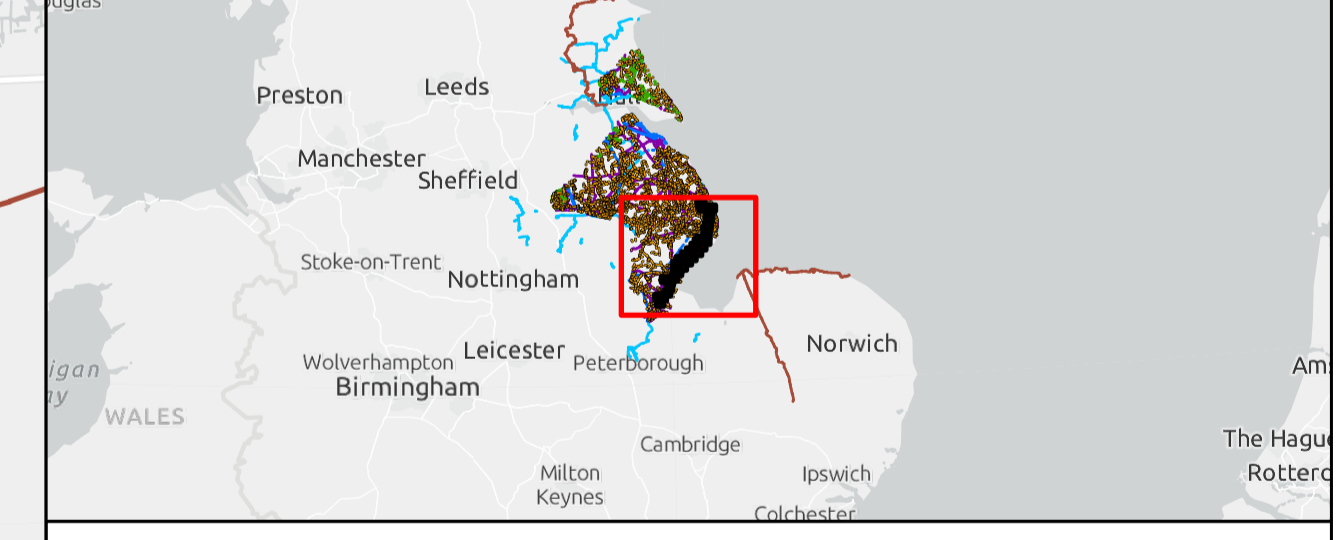 Leeds
Preston
Manchester
Sheffield
Stoke-on-Trent
Nottingham
Norwich
Leicester
Wolverhampton
Peterborough
Birmingham
WALES
Cambridge
Milton
Keynes
Ipswich
Colchester
The Hague